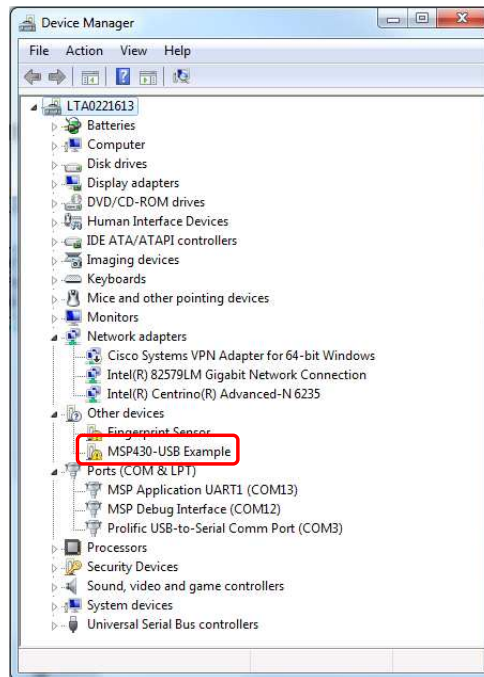 Device Manager
File Action View Help
LTA0221613
Batteries
Computer
Disk drives
Display adapters
DVD/CD-ROM drives
Human Interface Devices
IDE ATA/ATAPI controllers
Imaging devices
Keyboards
Mice and other pointing devices
Monitors
Network adapters
Cisco Systems VPN Adapter for 64-bit Windows
Intel(R) 82579LM Gigabit Network Connection
Intel(R) Centrino(R) Advanced-N 6235
Other devices
Fingerprint Sensor
MSP430-USB Example
Ports (COM & LPT)
MSP Application UART1 (COM13)
MSP Debug Interface (COM12)
Prolific USB-to-Serial Comm Port (COM3)
Processors
Security Devices
Sound, video and game controllers
System devices
Universal Serial Bus controllers